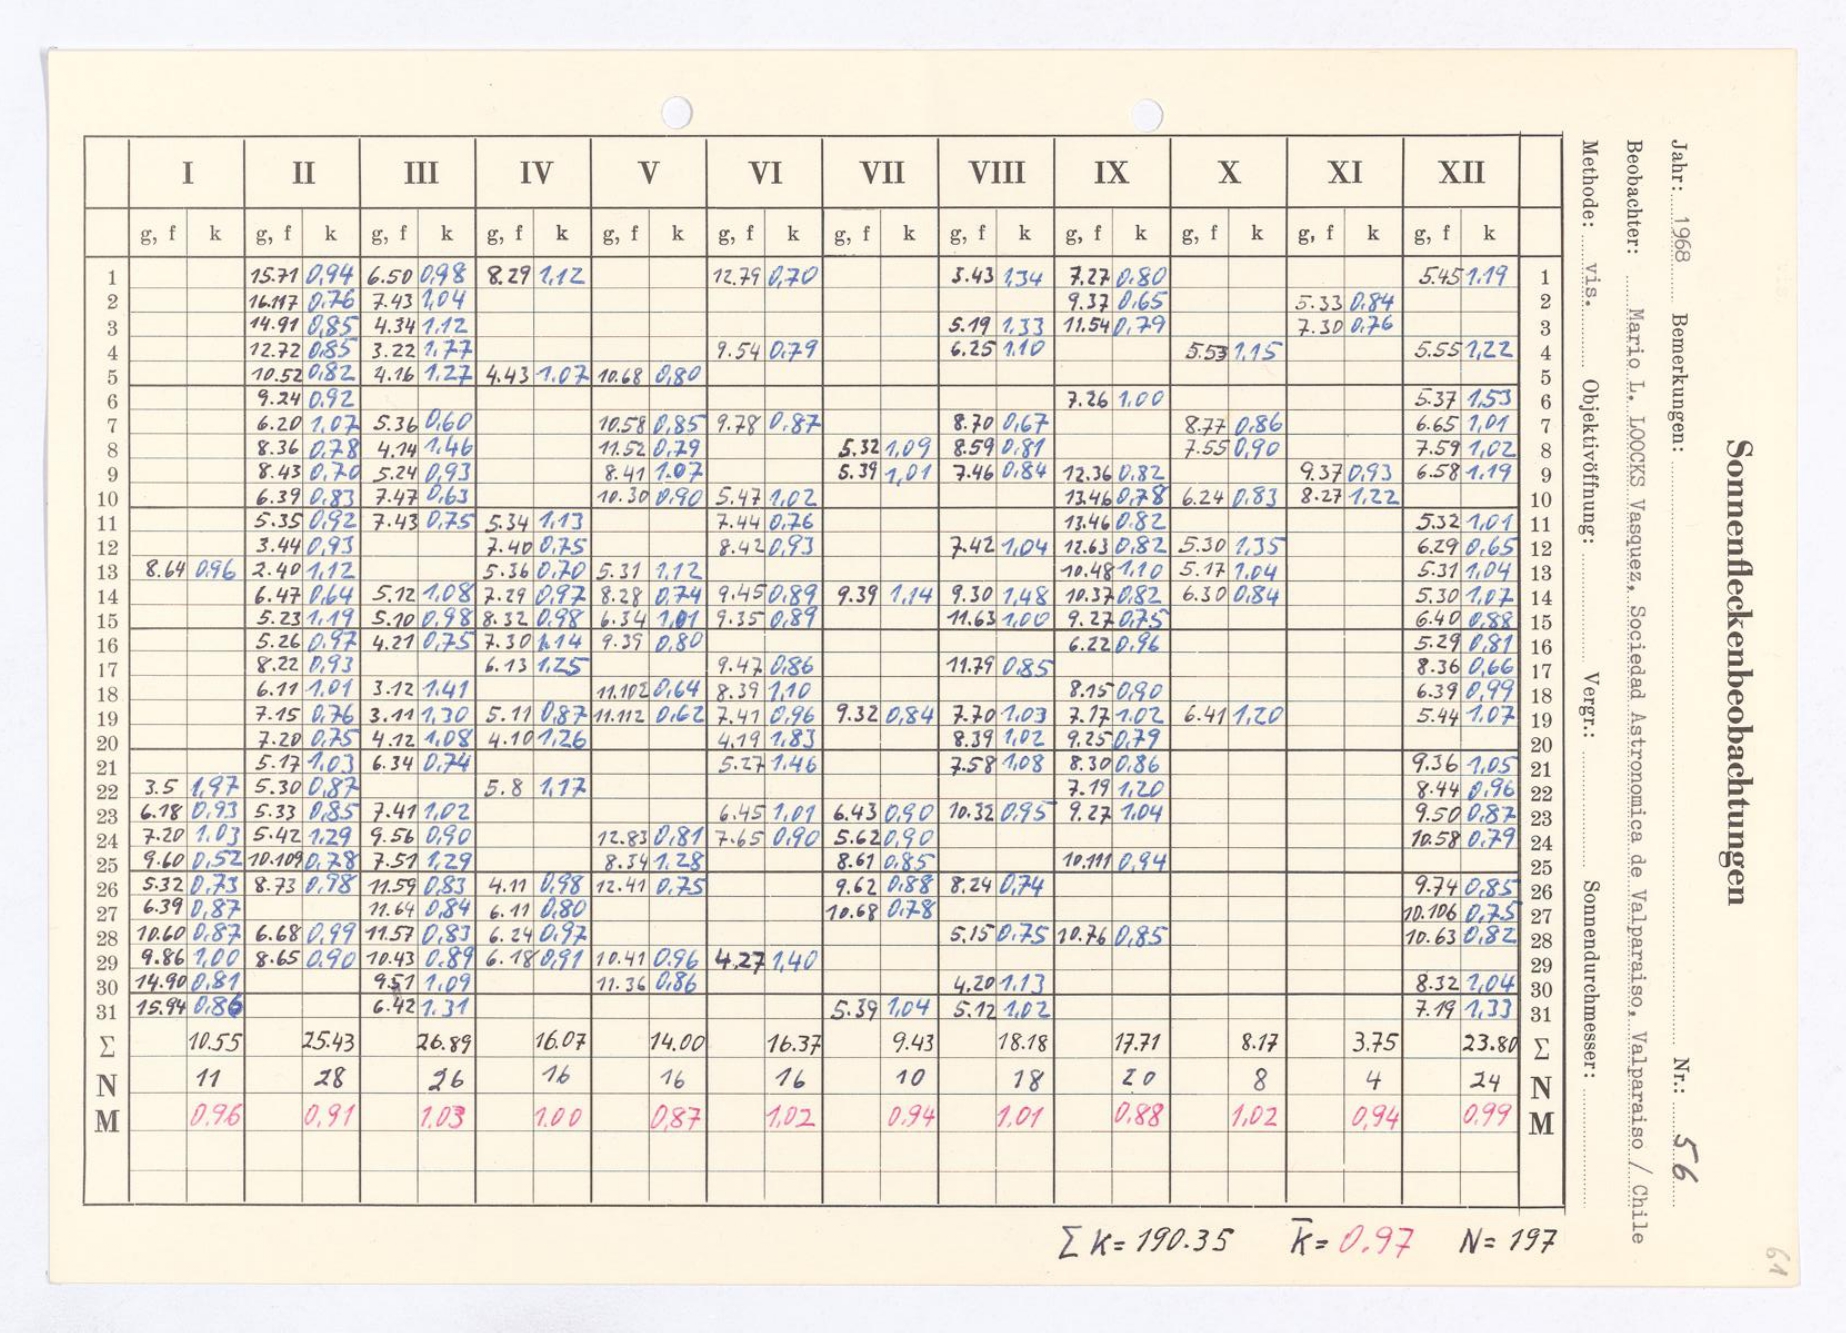 Sonnenfleckenbeobachtungen
Jahr: 1968 Bemerkungen: Nr.: 56
Beobachter: Mario L. LOOCKS Vasquez, Sociedad Astronomica de Valparaiso, Valparaiso / Chile
Methode: vis. Objektivöffnung: Vergr.: Sonnendurchmesser:
I II III IV V VI VII VIII IX X XI XII
g, f k g, f k g, f k g, f k g, f k g, f k g, f k g, f k g, f k g, f k g, f k g, f k
1 15.71 0,94 6.50 0,98 8.29 1,12 12.79 0,70 3.43 1,34 7.27 0,80 5.45 1,19 1
2 16.117 0,76 7.43 1,04 9.37 0,65 5.33 0,84 2
3 14.91 0,85 4.34 1,12 5.19 1,33 11.54 0,79 7.30 0,76 3
4 12.72 0,85 3.22 1,77 9.54 0,79 6.25 1,10 5.53 1,15 5.55 1,22 4
5 10.52 0,82 4.16 1,27 4.43 1,07 10.68 0,80 5
6 9.24 0,92 7.26 1,00 5.37 1,53 6
7 6.20 1,07 5.36 0,60 10.58 0,85 9.78 0,87 8.70 0,67 8.77 0,86 6.65 1,01 7
8 8.36 0,78 4.14 1,46 11.52 0,79 5.32 1,09 8.59 0,81 7.55 0,90 7.59 1,02 8
9 8.43 0,70 5.24 0,93 8.41 1,07 5.39 1,01 7.46 0,84 12.36 0,82 9.37 0,93 6.58 1,19 9
10 6.39 0,83 7.47 0,63 10.30 0,90 5.47 1,02 13.46 0,78 6.24 0,83 8.27 1,22 10
11 5.35 0,92 7.43 0,75 5.34 1,13 7.44 0,76 13.46 0,82 5.32 1,01 11
12 3.44 0,93 7.40 0,75 8.42 0,93 7.42 1,04 12.63 0,82 5.30 1,35 6.29 0,65 12
13 8.64 0,96 2.40 1,12 5.36 0,70 5.31 1,12 10.48 1,10 5.17 1,04 5.31 1,04 13
14 6.47 0,64 5.12 1,08 7.29 0,97 8.28 0,74 9.45 0,89 9.39 1,14 9.30 1,48 10.37 0,82 6.30 0,84 5.30 1,07 14
15 5.23 1,19 5.10 0,98 8.32 0,98 6.34 1,01 9.35 0,89 11.63 1,00 9.27 0,75 6.40 0,88 15
16 5.26 0,97 4.21 0,75 7.30 1,14 9.39 0,80 6.22 0,96 5.29 0,81 16
17 8.22 0,93 6.13 1,25 9.47 0,86 11.79 0,85 8.36 0,66 17
18 6.11 1,01 3.12 1,41 11.102 0,64 8.39 1,10 8.15 0,90 6.39 0,99 18
19 7.15 0,76 3.11 1,30 5.11 0,87 11.112 0,62 7.41 0,96 9.32 0,84 7.70 1,03 7.17 1,02 6.41 1,20 5.44 1,07 19
20 7.20 0,75 4.12 1,08 4.10 1,26 4.19 1,83 8.39 1,02 9.25 0,79 20
21 5.17 1,03 6.34 0,74 5.27 1,46 7.58 1,08 8.30 0,86 9.36 1,05 21
22 3.5 1,97 5.30 0,87 5.8 1,17 7.19 1,20 8.44 0,96 22
23 6.18 0,93 5.33 0,85 7.41 1,02 6.45 1,01 6.43 0,90 10.32 0,95 9.27 1,04 9.50 0,87 23
24 7.20 1,03 5.42 1,29 9.56 0,90 12.83 0,81 7.65 0,90 5.62 0,90 10.58 0,79 24
25 9.60 0,52 10.109 0,78 7.51 1,29 8.34 1,28 8.61 0,85 10.111 0,94 25
26 5.32 0,73 8.73 0,98 11.59 0,83 4.11 0,98 12.41 0,75 9.62 0,88 8.24 0,74 9.74 0,85 26
27 6.39 0,87 11.64 0,84 6.11 0,80 10.68 0,78 10.106 0,75 27
28 10.60 0,87 6.68 0,99 11.57 0,83 6.24 0,97 5.15 0,75 10.76 0,85 10.63 0,82 28
29 9.86 1,00 8.65 0,90 10.43 0,89 6.18 0,91 10.41 0,96 4.27 1,40 29
30 14.90 0,81 9.51 1,09 11.36 0,86 4.20 1,13 8.32 1,04 30
31 15.94 0,86 6.42 1,31 5.39 1,04 5.12 1,02 7.19 1,33 31
Σ 10.55 25.43 26.89 16.07 14.00 16.37 9.43 18.18 17.71 8.17 3.75 23.80 Σ
N 11 28 26 16 16 16 10 18 20 8 4 24 N
M 0,96 0,91 1,03 1.00 0,87 1,02 0.94 1,01 0,88 1,02 0,94 0,99 M
Σ k = 190.35 k̄ = 0.97 N = 197
61